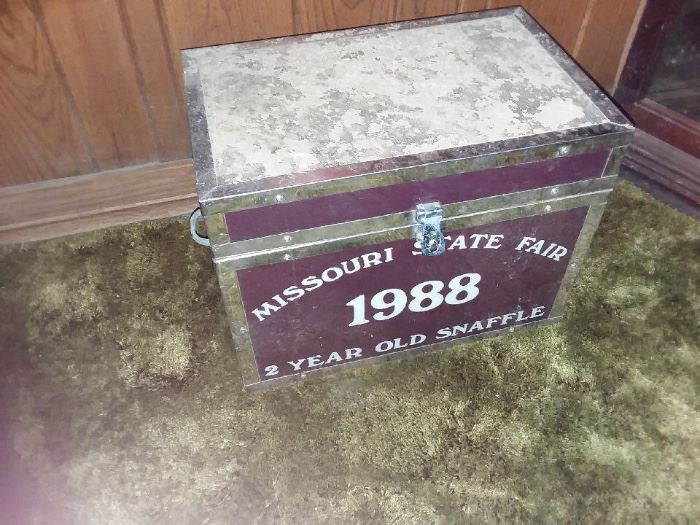 MISSOURI STATE FAIR
1988
2 YEAR OLD SNAFFLE